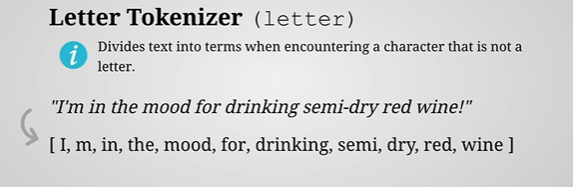 Letter Tokenizer (letter)
i Divides text into terms when encountering a character that is not a
letter.
"I'm in the mood for drinking semi-dry red wine!"
[ I, m, in, the, mood, for, drinking, semi, dry, red, wine ]